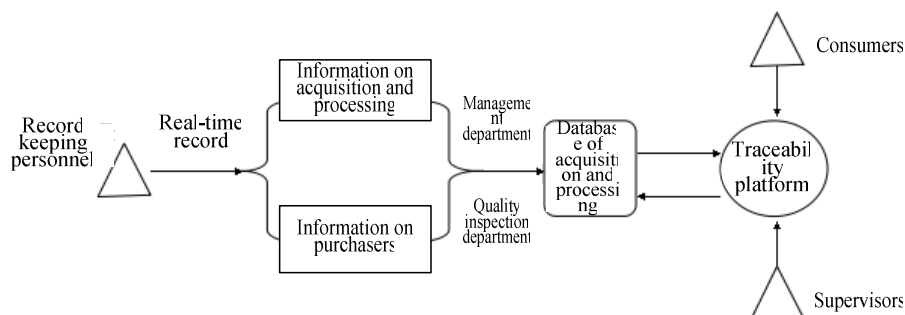 Record
keeping
personnel
Real-time
record
Information on
acquisition and
processing
Information on
purchasers
Manageme
nt
department
Quality
inspection
department
Databas
e of
acquisiti
on and
processi
ng
Consumers
Traceabil
ity
platform
Supervisors